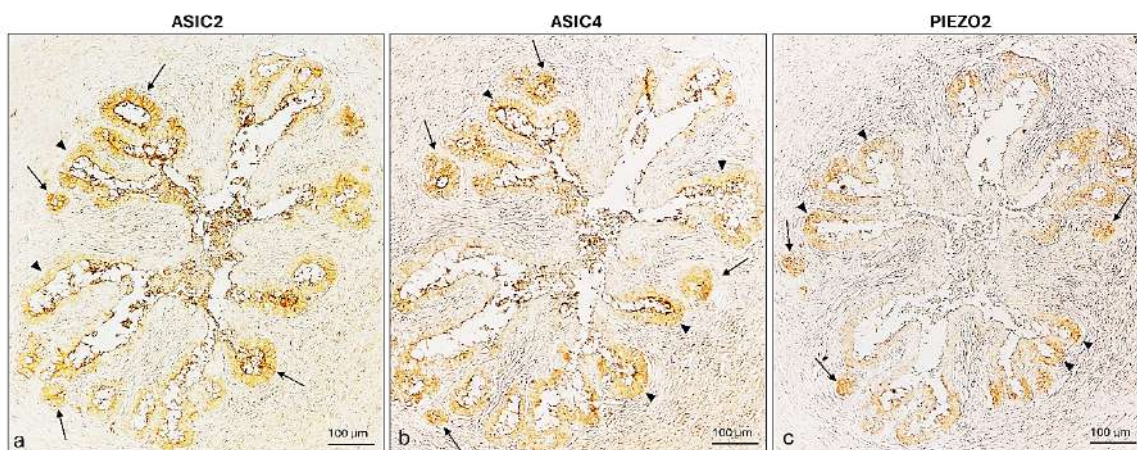 ASIC2
ASIC4
PIEZO2
a
100 µm
b
100 µm
c
100 µm